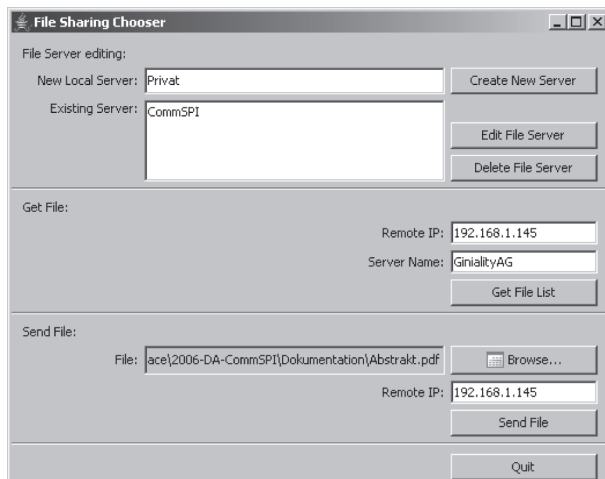 File Sharing Chooser
File Server editing:
New Local Server: Privat Create New Server
Existing Server: CommSPI
Edit File Server
Delete File Server
Get File:
Remote IP: 192.168.1.145
Server Name: GinialityAG
Get File List
Send File:
File: ace\2006-DA-CommSPI\Dokumentation\Abstrakt.pdf Browse...
Remote IP: 192.168.1.145
Send File
Quit